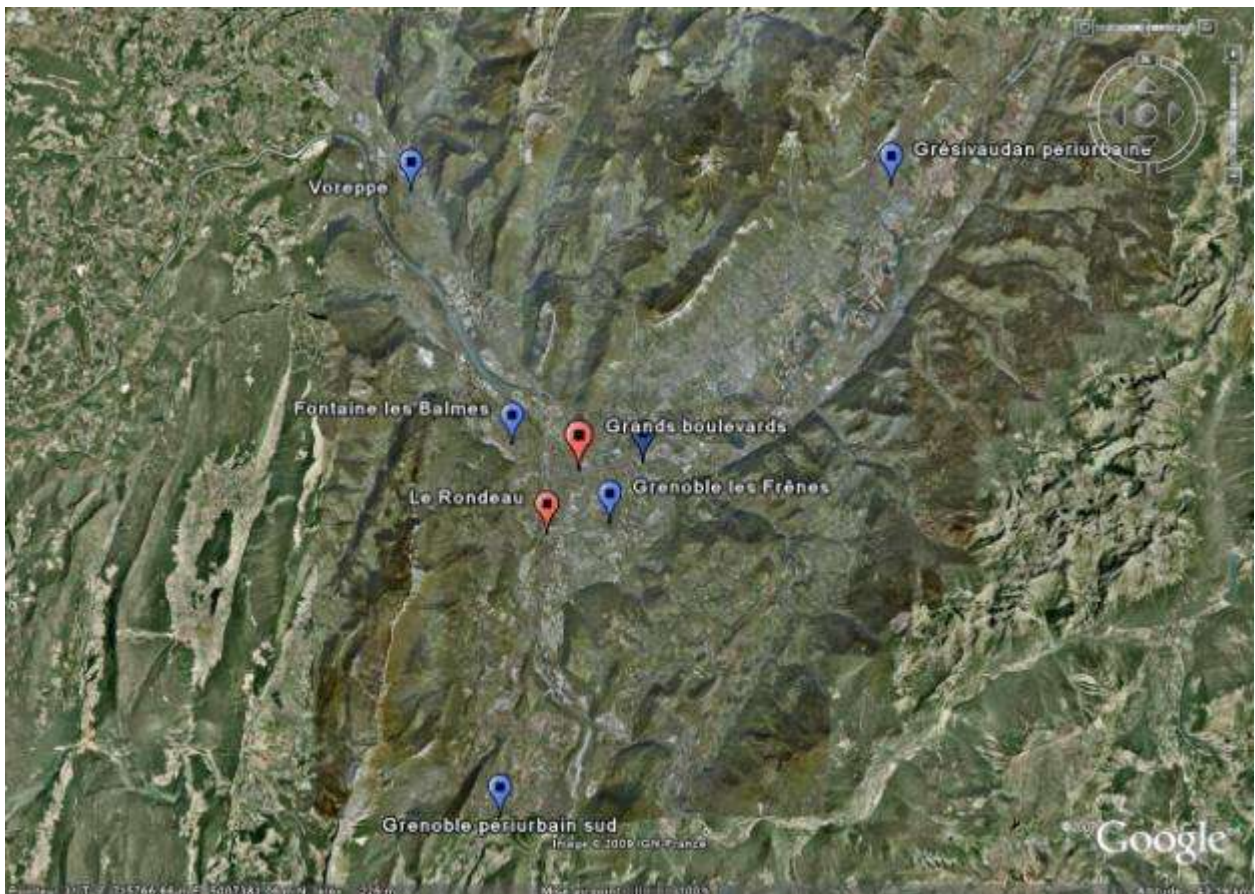 N
Grésivaudan periurbaine
Voreppe
Fontaine les Balmes
Grands boulevards
Le Rondeau
Grenoble les Frênes
Grenoble périurbain sud
Image © 2009 IGN-France
Google